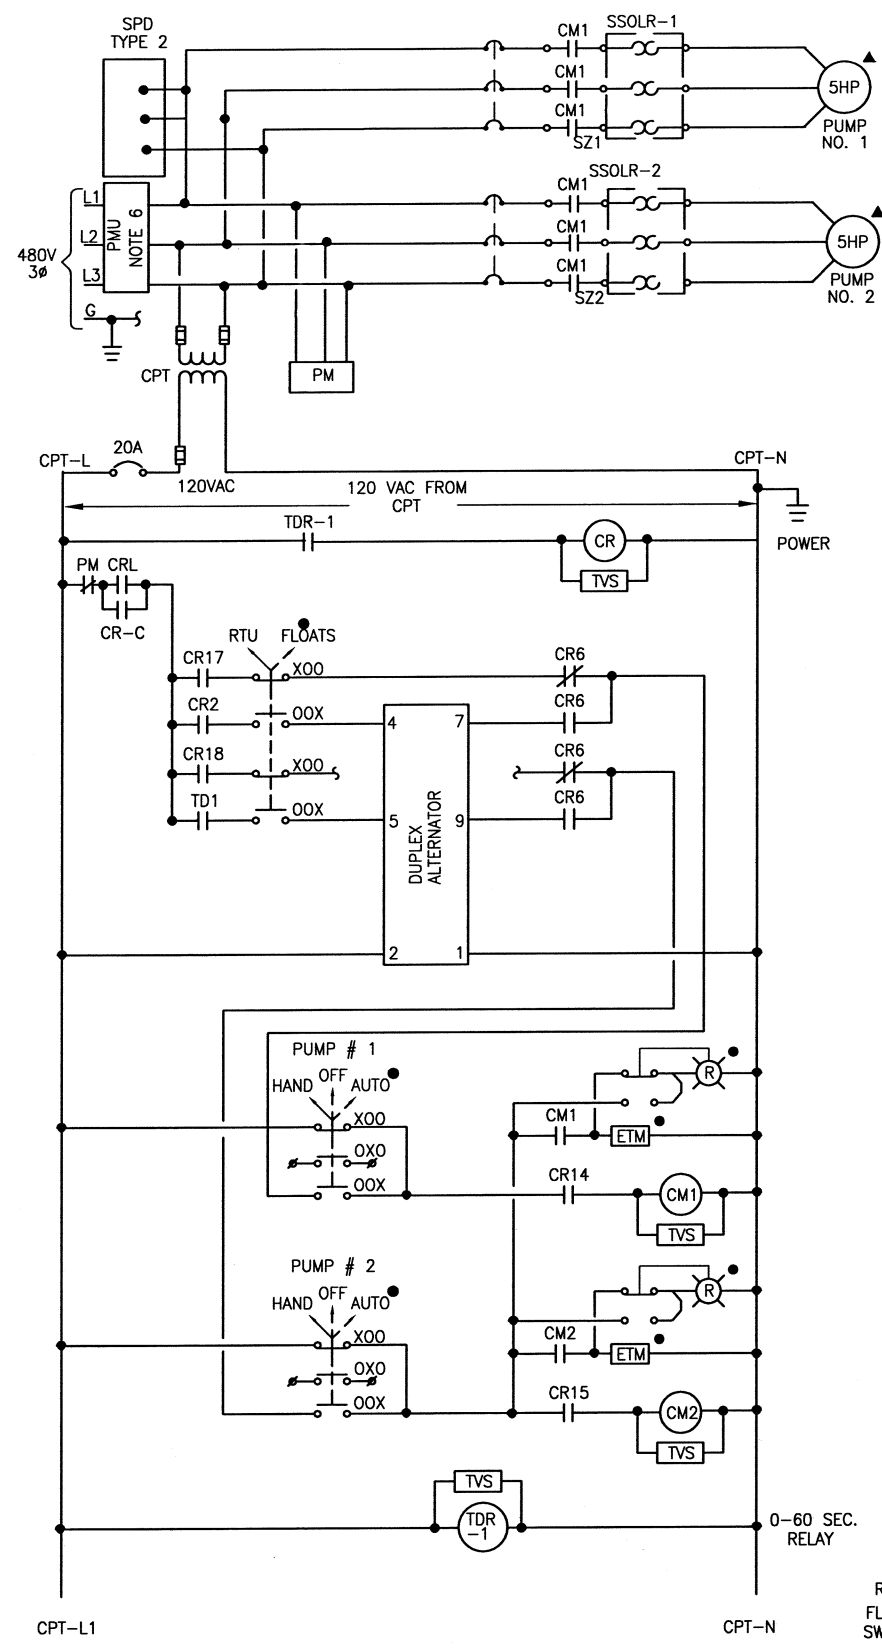 SPD
TYPE 2
SSOLR-1
CM1
CM1
CM1
SZ1
5HP
PUMP
NO. 1
SSOLR-2
L1
L2
L3
G
480V
3ø
PMU
NOTE 6
CM1
CM1
CM1
SZ2
5HP
PUMP
NO. 2
CPT
PM
CPT-L
20A
120VAC
120 VAC FROM
CPT
CPT-N
POWER
TDR-1
CR
TVS
PM CRL
CR-C
RTU
FLOATS
CR17
XOO
CR6
CR2
OOX
4
7
CR6
CR18
XOO
CR6
TD1
OOX
5
9
CR6
DUPLEX
ALTERNATOR
2
1
PUMP # 1
HAND
OFF
AUTO
XOO
OXO
OOX
R
CM1
ETM
CR14
CM1
TVS
PUMP # 2
HAND
OFF
AUTO
XOO
OXO
OOX
R
CM2
ETM
CR15
CM2
TVS
TVS
TDR
-1
0-60 SEC.
RELAY
CPT-L1
CPT-N
R
FL
SW